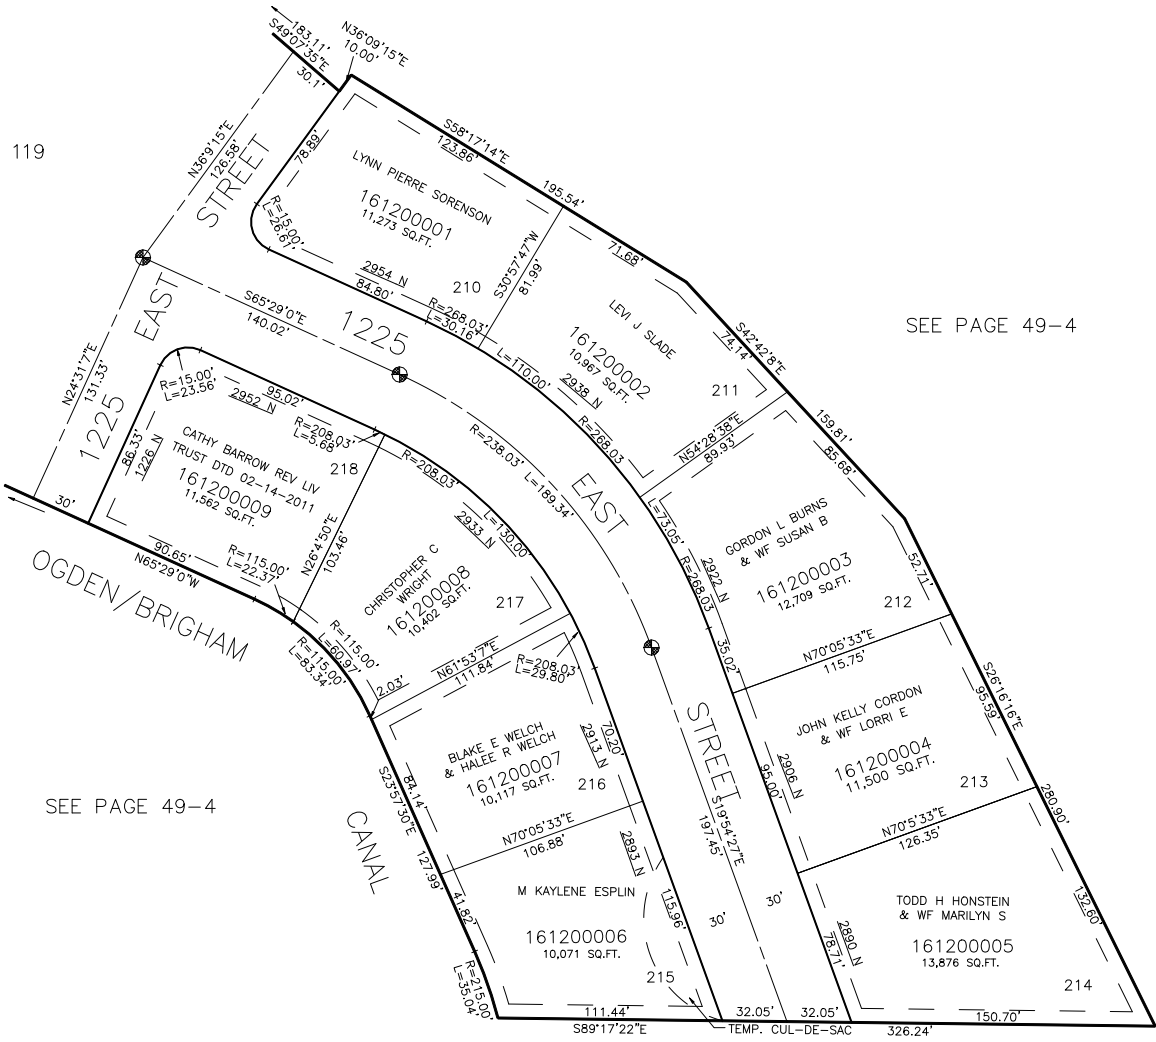 183.11'
S49°07'35"E
30.1'
N36°09'15"E
10.00'
119
N36°9'15"E
126.58'
STREET
78.89'
S58°17'14"E
123.86'
195.54'
LYNN PIERRE SORENSON
161200001
11,273 SQ.FT.
R=15.00'
L=26.67'
2954 N
84.80'
210
S30°57'47"W
81.99'
R=268.03'
L=30.16'
71.68'
LEVI J SLADE
161200002
10,967 SQ.FT.
2938 N
L=110.00'
R=268.03
211
S42°42'8"E
74.14'
SEE PAGE 49-4
S65°29'0"E
140.02'
1225
EAST
N24°31'7"E
131.33'
1225
R=15.00'
L=23.56'
95.02'
2952 N
R=208.03'
L=5.68'
86.33'
1226 N
CATHY BARROW REV LIV
TRUST DTD 02-14-2011
161200009
11,562 SQ.FT.
218
30'
90.65'
N65°29'0"W
R=115.00'
L=22.37'
N26°4'50"E
103.46'
OGDEN/BRIGHAM
R=238.03'
L=189.34'
EAST
R=208.03'
2933 N
L=130.00'
CHRISTOPHER C
WRIGHT
161200008
10,402 SQ.FT.
217
R=115.00'
L=60.97'
R=115.00'
L=83.34'
2.03'
N61°53'7"E
111.84'
R=208.03'
L=29.80'
N54°28'38"E
89.93'
159.81'
85.68'
L=73.05'
2922 N
R=268.03
GORDON L BURNS
& WF SUSAN B
161200003
12,709 SQ.FT.
212
52.71'
35.02'
N70°05'33"E
115.75'
S26°16'16"E
95.59'
STREET
JOHN KELLY CORDON
& WF LORRI E
161200004
11,500 SQ.FT.
213
2906 N
95.00'
BLAKE E WELCH
& HALEE R WELCH
161200007
10,117 SQ.FT.
216
70.20'
2913 N
84.14'
S23°57'30"E
127.99'
SEE PAGE 49-4
CANAL
S19°54'27"E
197.45'
N70°5'33"E
126.35'
280.90'
N70°05'33"E
106.88'
2893 N
M KAYLENE ESPLIN
161200006
10,071 SQ.FT.
215
115.96'
41.82'
R=215.00'
L=35.04'
30'
30'
2890 N
78.71'
TODD H HONSTEIN
& WF MARILYN S
161200005
13,876 SQ.FT.
214
132.60'
111.44'
S89°17'22"E
32.05'
32.05'
TEMP. CUL-DE-SAC
326.24'
150.70'